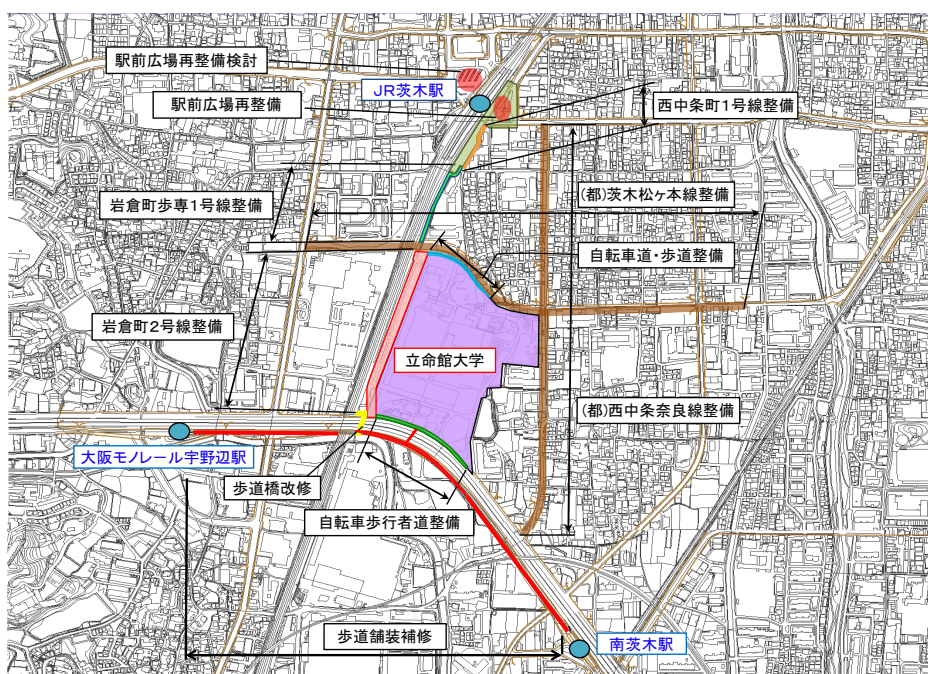 駅前広場再整備検討
JR茨木駅
駅前広場再整備
西中条町1号線整備
(都)茨木松ヶ本線整備
岩倉町歩専1号線整備
自転車道・歩道整備
岩倉町2号線整備
立命館大学
(都)西中条奈良線整備
大阪モノレール宇野辺駅
歩道橋改修
自転車歩行者道整備
歩道舗装補修
南茨木駅